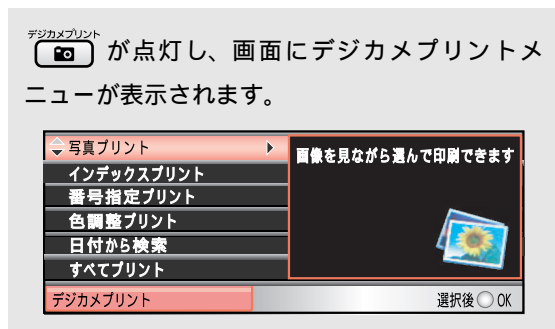 デジカメプリント
が点灯し、画面にデジカメプリントメ
ニューが表示されます。
写真プリント
画像を見ながら選んで印刷できます
インデックスプリント
番号指定プリント
色調整プリント
日付から検索
すべてプリント
デジカメプリント
選択後 OK